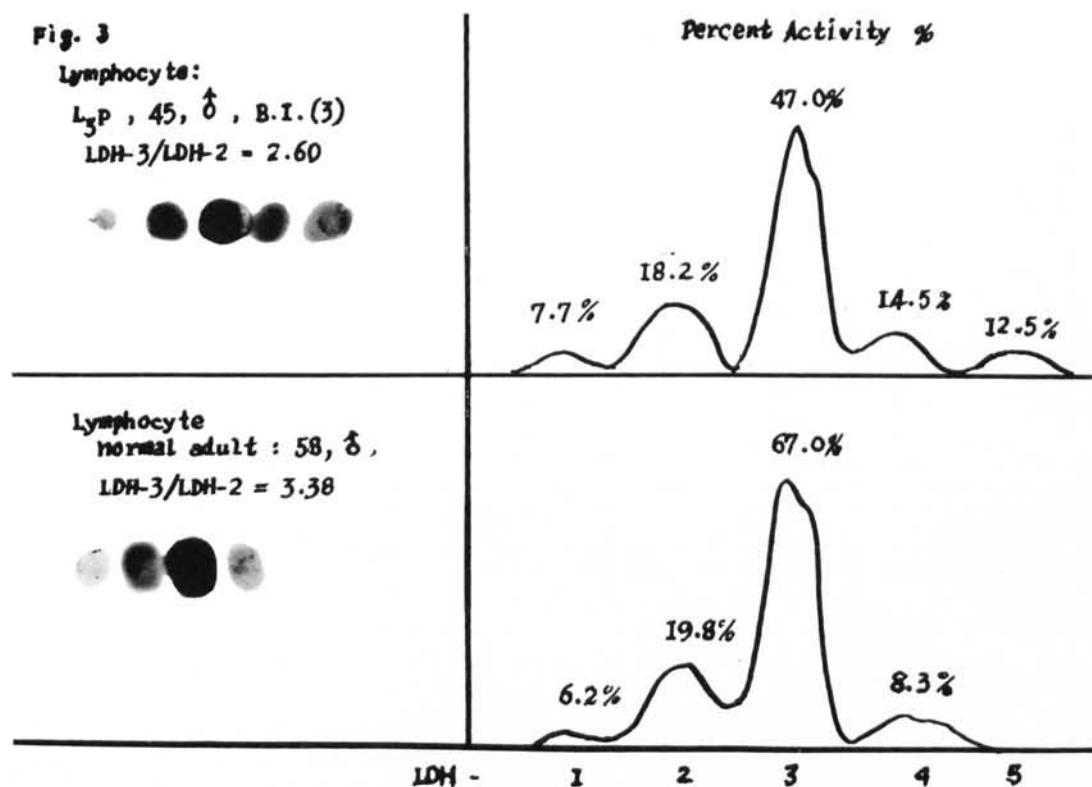 Fig. 3
Lymphocyte:
L₃P , 45, ♂ , B.I.(3)
LDH-3/LDH-2 = 2.60
Percent Activity %
7.7%
18.2%
47.0%
14.5%
12.5%
Lymphocyte
normal adult : 58, ♂,
LDH-3/LDH-2 = 3.38
6.2%
19.8%
67.0%
8.3%
LDH - 1 2 3 4 5